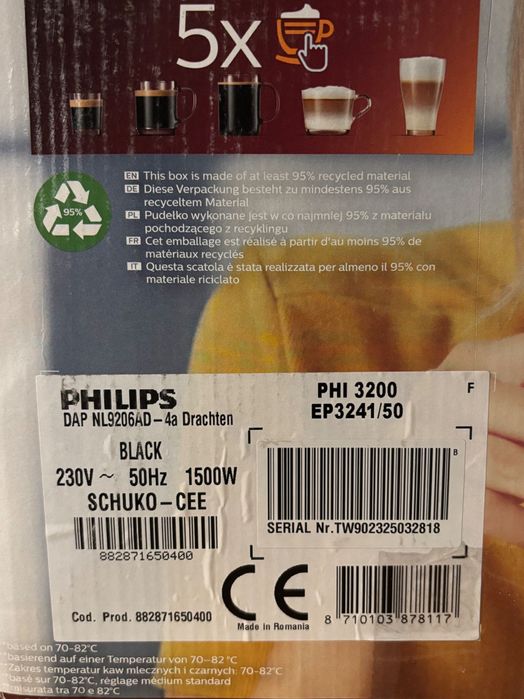 5x
EN This box is made of at least 95% recycled material
DE Diese Verpackung besteht zu mindestens 95% aus
recyceltem Material
PL Pudełko wykonane jest w co najmniej 95% z materiału
pochodzącego z recyklingu
FR Cet emballage est réalisé à partir d'au moins 95% de
matériaux recyclés
IT Questa scatola è stata realizzata per almeno il 95% con
materiale riciclato
95%
PHILIPS
DAP NL9206AD-4a Drachten
BLACK
230V ~ 50Hz 1500W
SCHUKO-CEE
882871650400
Cod. Prod. 882871650400
PHI 3200
EP3241/50
F
B
SERIAL Nr.TW902325032818
CE
Made in Romania
8 710103 878117
*based on 70-82°C
*basierend auf einer Temperatur von 70–82 °C
*Zakres temperatur kaw mlecznych i czarnych: 70-82°C
*basé sur 70-82°C, réglage médium standard
*misurata tra 70 e 82°C